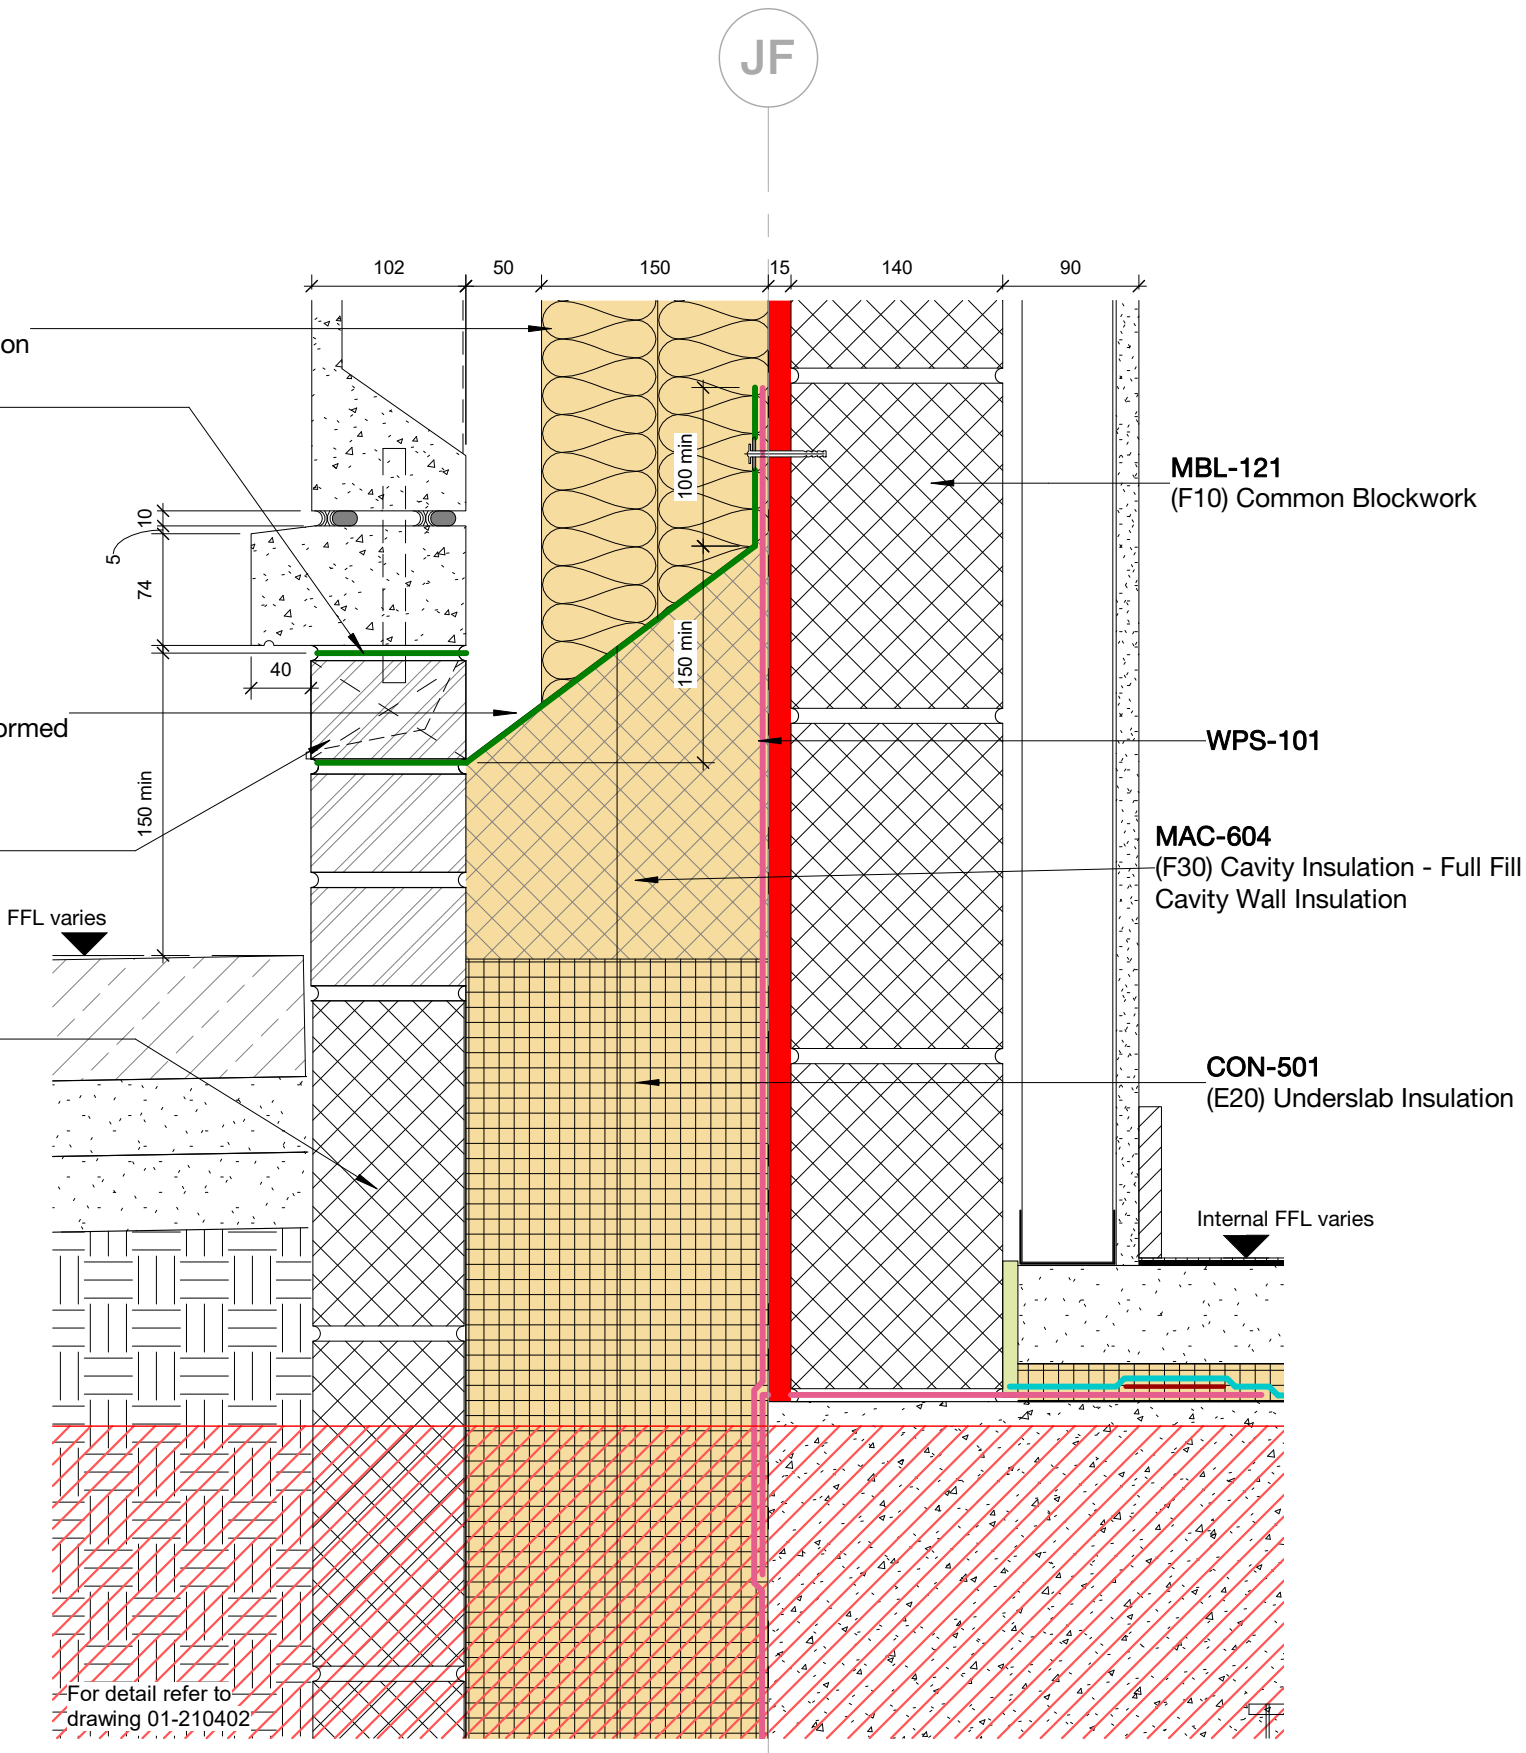 JF
102
50
150
15
140
90
on
100 min
MBL-121
(F10) Common Blockwork
10
5
74
40
150 min
ormed
WPS-101
150 min
MAC-604
(F30) Cavity Insulation - Full Fill
Cavity Wall Insulation
FFL varies
CON-501
(E20) Underslab Insulation
Internal FFL varies
For detail refer to
drawing 01-210402